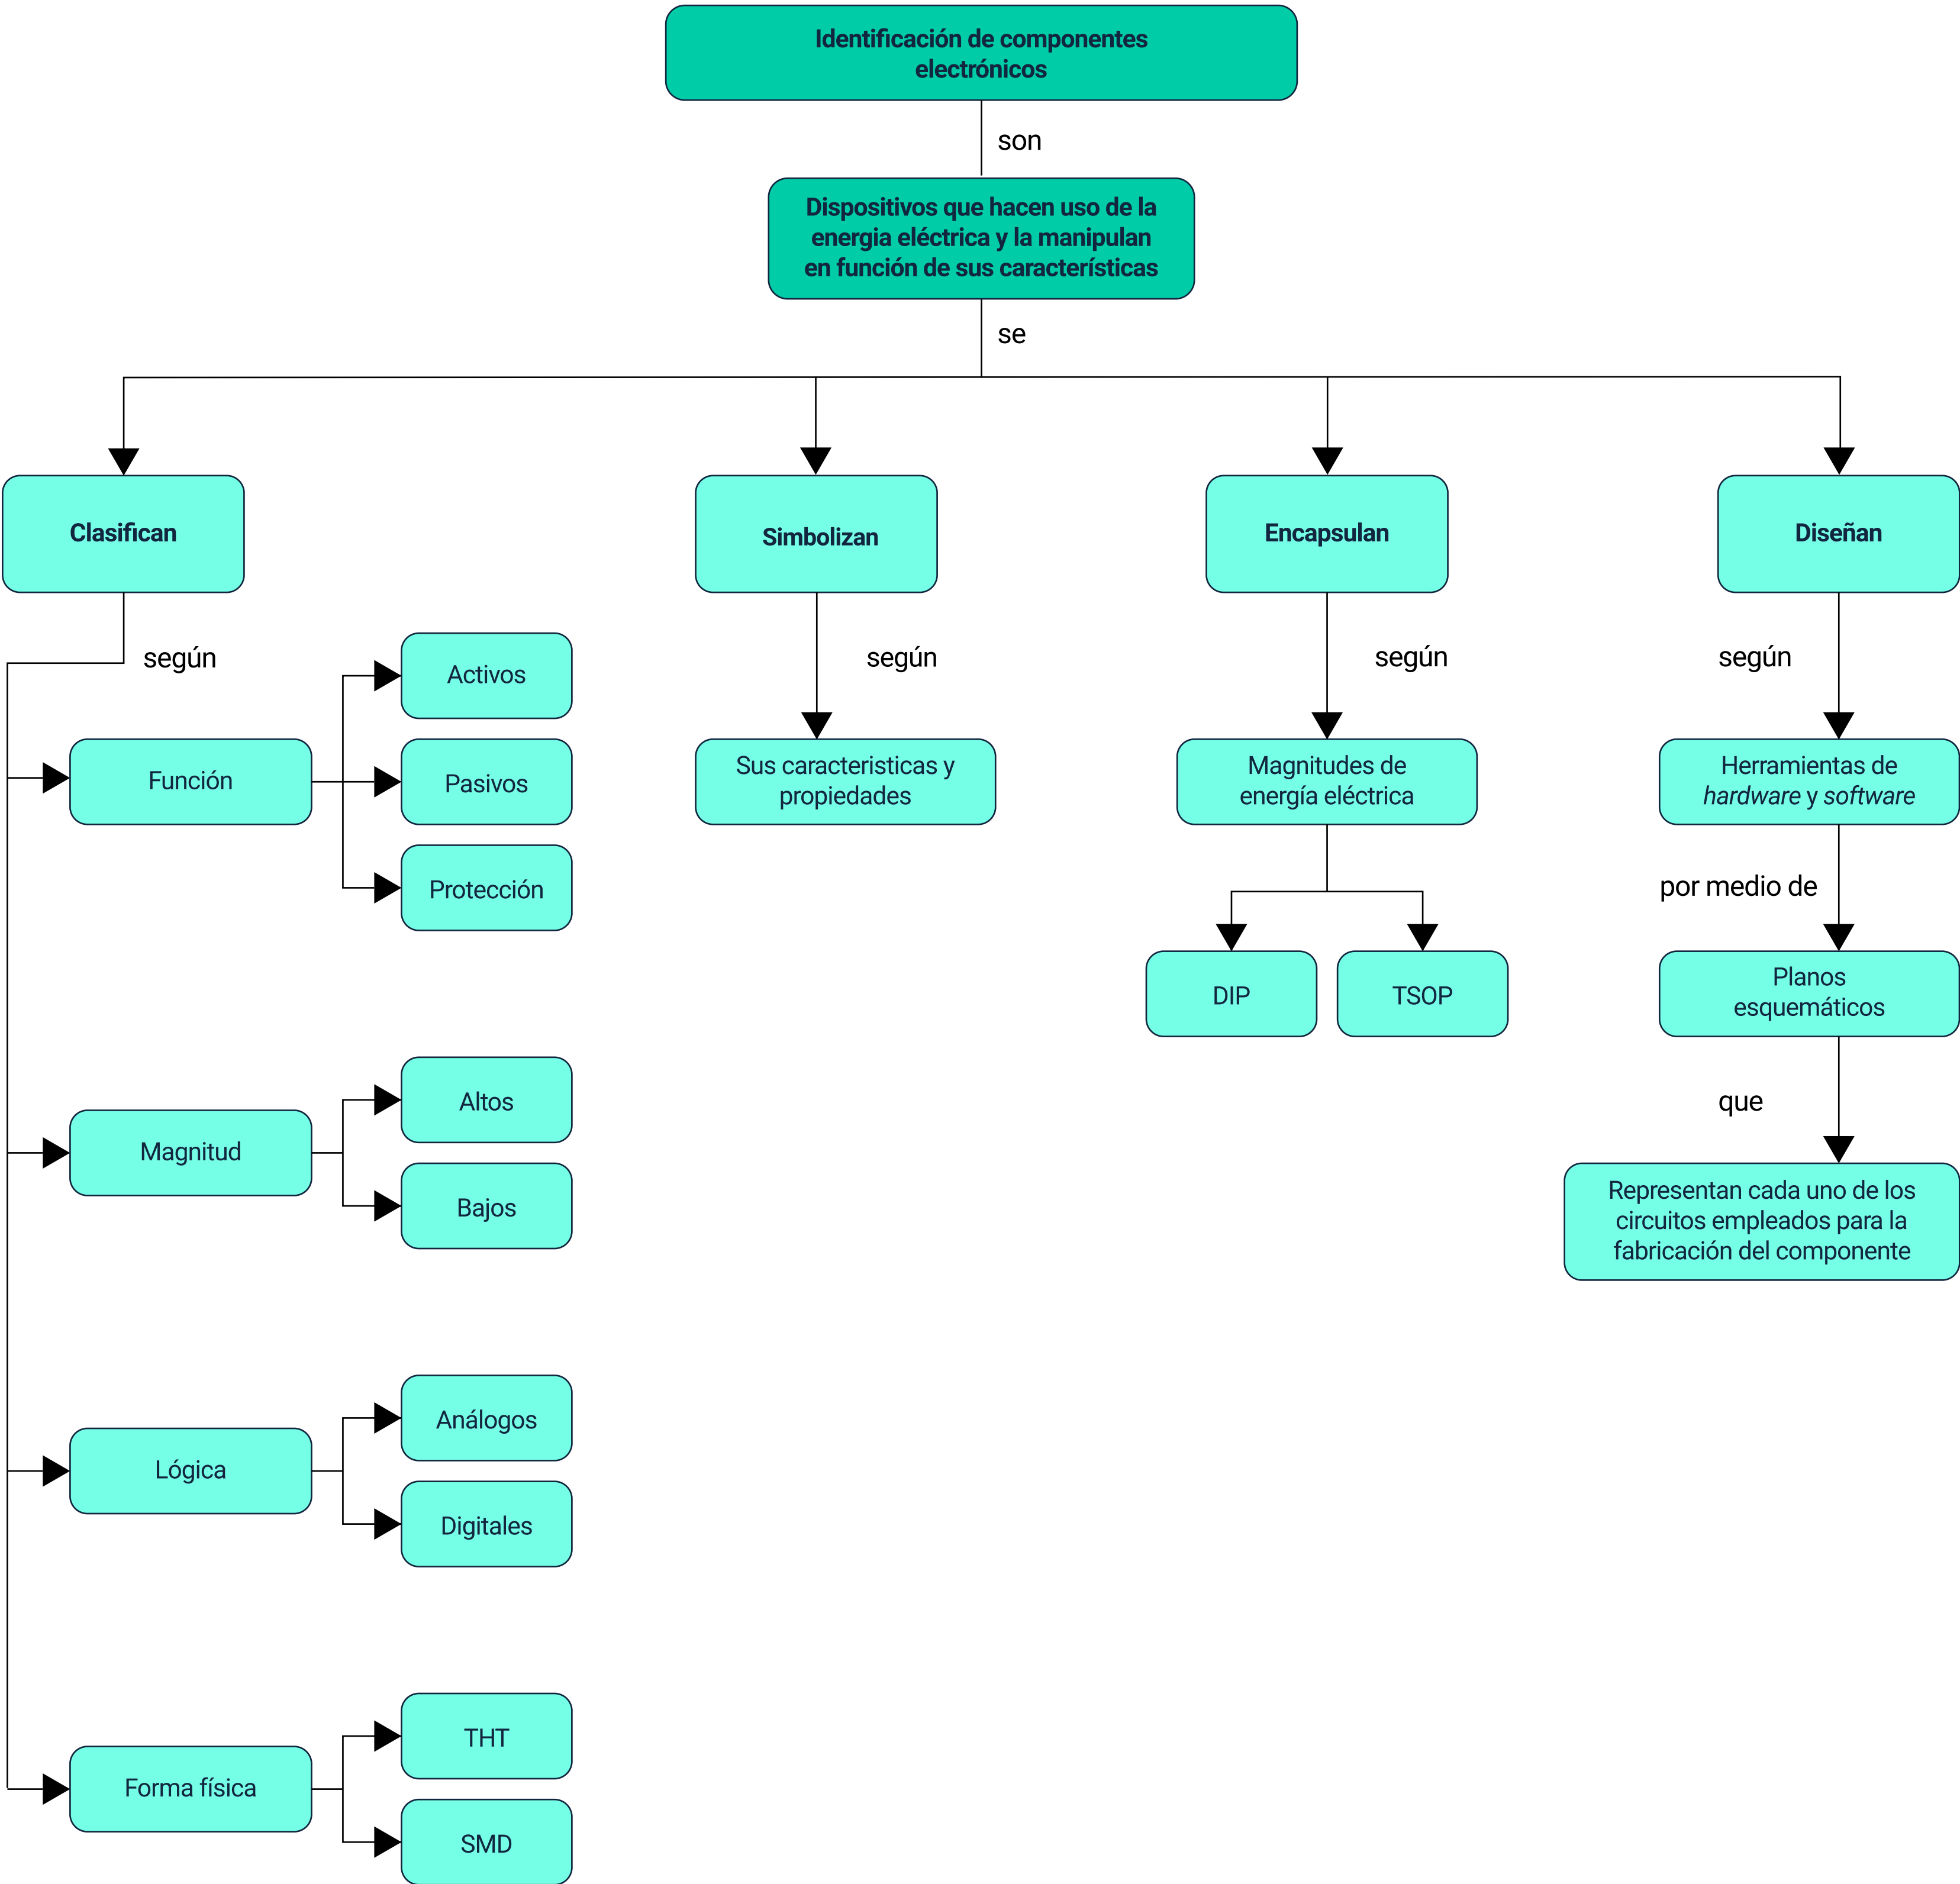 Identificación de componentes
electrónicos
son
Dispositivos que hacen uso de la
energia eléctrica y la manipulan
en función de sus características
se
Clasifican
Simbolizan
Encapsulan
Diseñan
según
según
según
según
Función
Activos
Pasivos
Protección
Magnitud
Altos
Bajos
Lógica
Análogos
Digitales
Forma física
THT
SMD
Sus caracteristicas y
propiedades
Magnitudes de
energía eléctrica
DIP
TSOP
Herramientas de
hardware y software
por medio de
Planos
esquemáticos
que
Representan cada uno de los
circuitos empleados para la
fabricación del componente